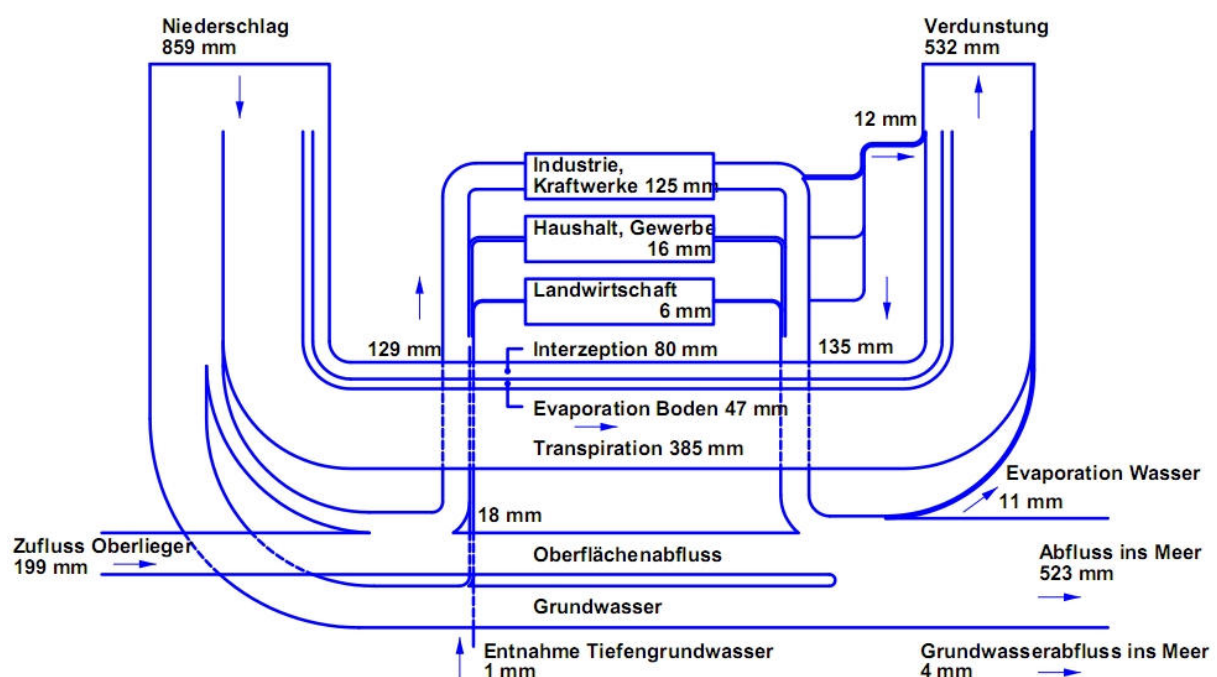 Niederschlag
859 mm
Verdunstung
532 mm
12 mm
Industrie,
Kraftwerke 125 mm
Haushalt, Gewerbe
16 mm
Landwirtschaft
6 mm
129 mm
Interzeption 80 mm
135 mm
Evaporation Boden 47 mm
Transpiration 385 mm
Evaporation Wasser
11 mm
18 mm
Zufluss Oberlieger
199 mm
Oberflächenabfluss
Abfluss ins Meer
523 mm
Grundwasser
Entnahme Tiefengrundwasser
1 mm
Grundwasserabfluss ins Meer
4 mm